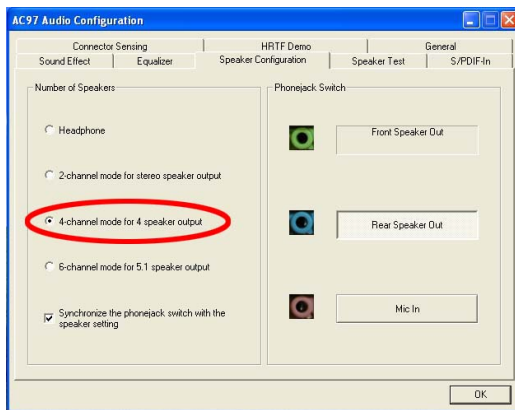 AC97 Audio Configuration
Connector Sensing
HRTF Demo
General
Sound Effect
Equalizer
Speaker Configuration
Speaker Test
S/PDIF-In
Number of Speakers
Headphone
2-channel mode for stereo speaker output
4-channel mode for 4 speaker output
6-channel mode for 5.1 speaker output
Synchronize the phonejack switch with the
speaker setting
Phonejack Switch
Front Speaker Out
Rear Speaker Out
Mic In
OK